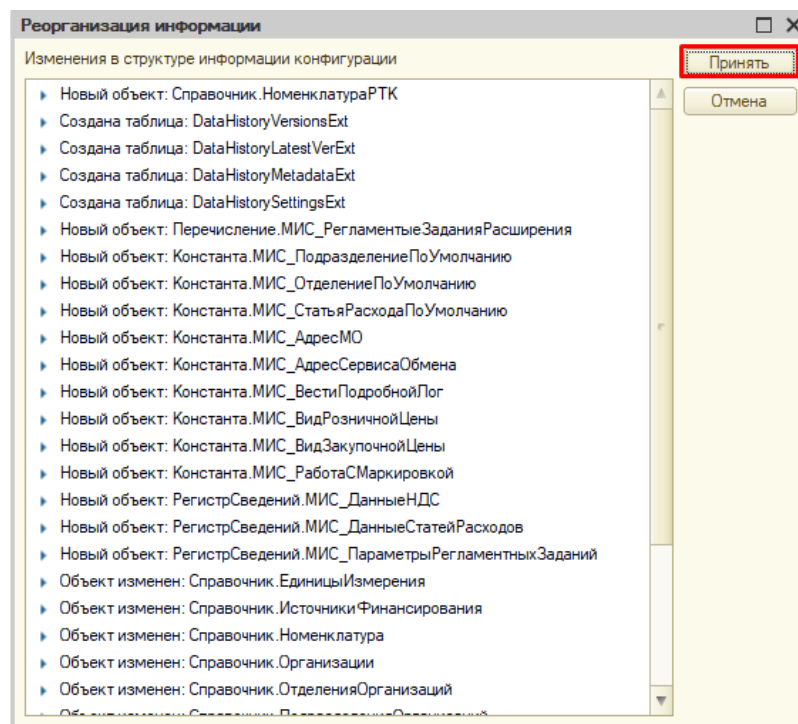 Реорганизация информации
Изменения в структуре информации конфигурации
Принять
Отмена
Новый объект: Справочник.НоменклатураРТК
Создана таблица: DataHistoryVersionsExt
Создана таблица: DataHistoryLatestVerExt
Создана таблица: DataHistoryMetadataExt
Создана таблица: DataHistorySettingsExt
Новый объект: Перечисление.МИС_РегламентыеЗаданияРасширения
Новый объект: Константа.МИС_ПодразделениеПоУмолчанию
Новый объект: Константа.МИС_ОтделениеПоУмолчанию
Новый объект: Константа.МИС_СтатьяРасходаПоУмолчанию
Новый объект: Константа.МИС_АдресМО
Новый объект: Константа.МИС_АдресСервисаОбмена
Новый объект: Константа.МИС_ВестиПодробнойЛог
Новый объект: Константа.МИС_ВидРозничнойЦены
Новый объект: Константа.МИС_ВидЗакупочнойЦены
Новый объект: Константа.МИС_РаботаСМаркировкой
Новый объект: РегистрСведений.МИС_ДанныеНДС
Новый объект: РегистрСведений.МИС_ДанныеСтатейРасходов
Новый объект: РегистрСведений.МИС_ПараметрыРегламентныхЗаданий
Объект изменен: Справочник.ЕдиницыИзмерения
Объект изменен: Справочник.ИсточникиФинансирования
Объект изменен: Справочник.Номенклатура
Объект изменен: Справочник.Организации
Объект изменен: Справочник.ОтделенияОрганизаций
Объект изменен: Справочник.ПодразделенияОрганизаций